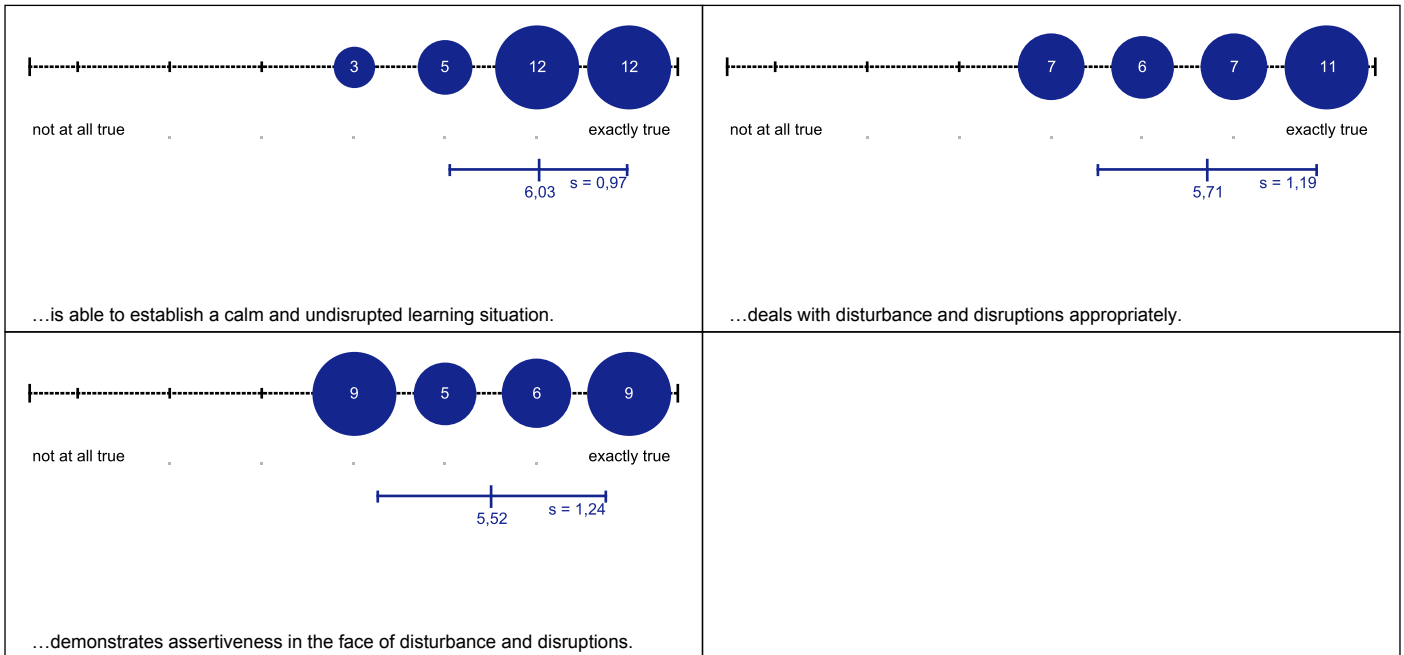 3 5 12 12
not at all true exactly true
6,03 s = 0,97
…is able to establish a calm and undisrupted learning situation.
7 6 7 11
not at all true exactly true
5,71 s = 1,19
…deals with disturbance and disruptions appropriately.
9 5 6 9
not at all true exactly true
5,52 s = 1,24
…demonstrates assertiveness in the face of disturbance and disruptions.